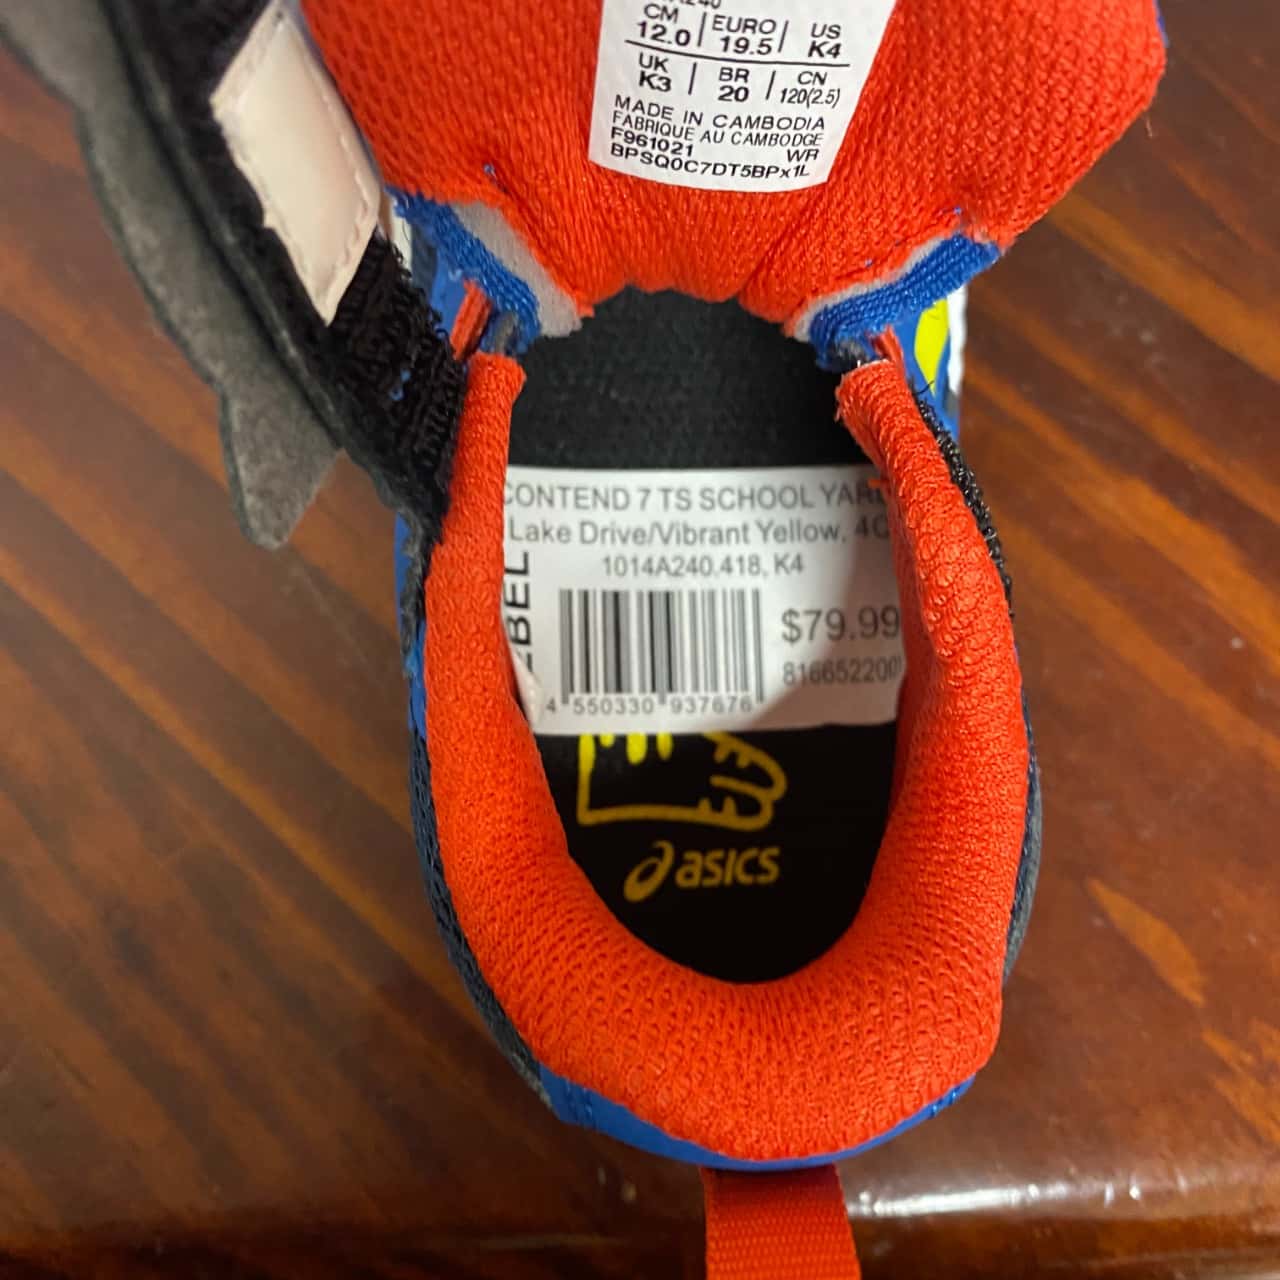 CM EURO US
12.0 19.5 K4
UK BR CN
K3 20 120(2.5)
MADE IN CAMBODIA
FABRIQUE AU CAMBODGE
F961021 WR
BPSQ0C7DT5BPx1L
CONTEND 7 TS SCHOOL YARD
Lake Drive/Vibrant Yellow, 4
1014A240.418, K4
$79.99
8166522001
4 550330 937676
asics